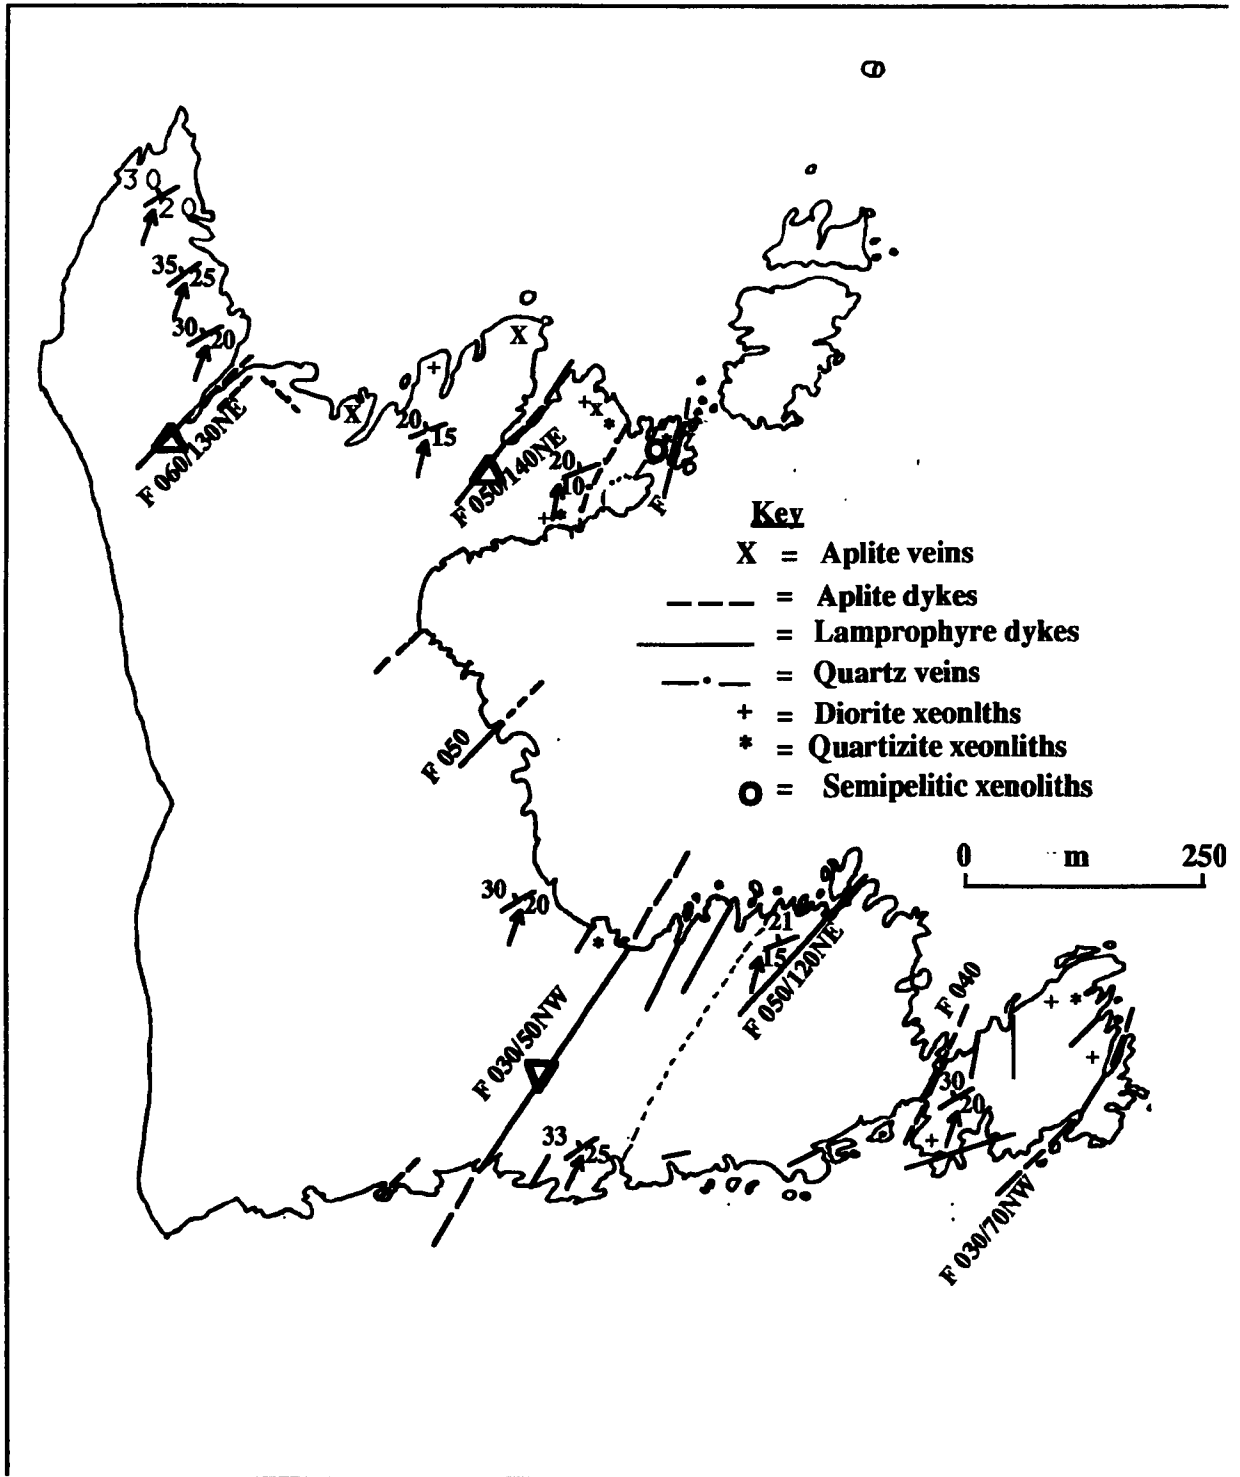 30
20
35
25
30
20
F 060/130NE
X
+
X
20
15
F 050/140NE
+
X
*
20
10
+
*
*
F
Key
X = Aplite veins
= Aplite dykes
= Lamprophyre dykes
= Quartz veins
+ = Diorite xeonlths
* = Quartizite xeonliths
O = Semipelitic xenoliths
F 050
0 m 250
30
20
*
21
15
F 050/120NE
F 040
+
*
+
F 030/50NW
30
20
+
33
25
F 030/70NW